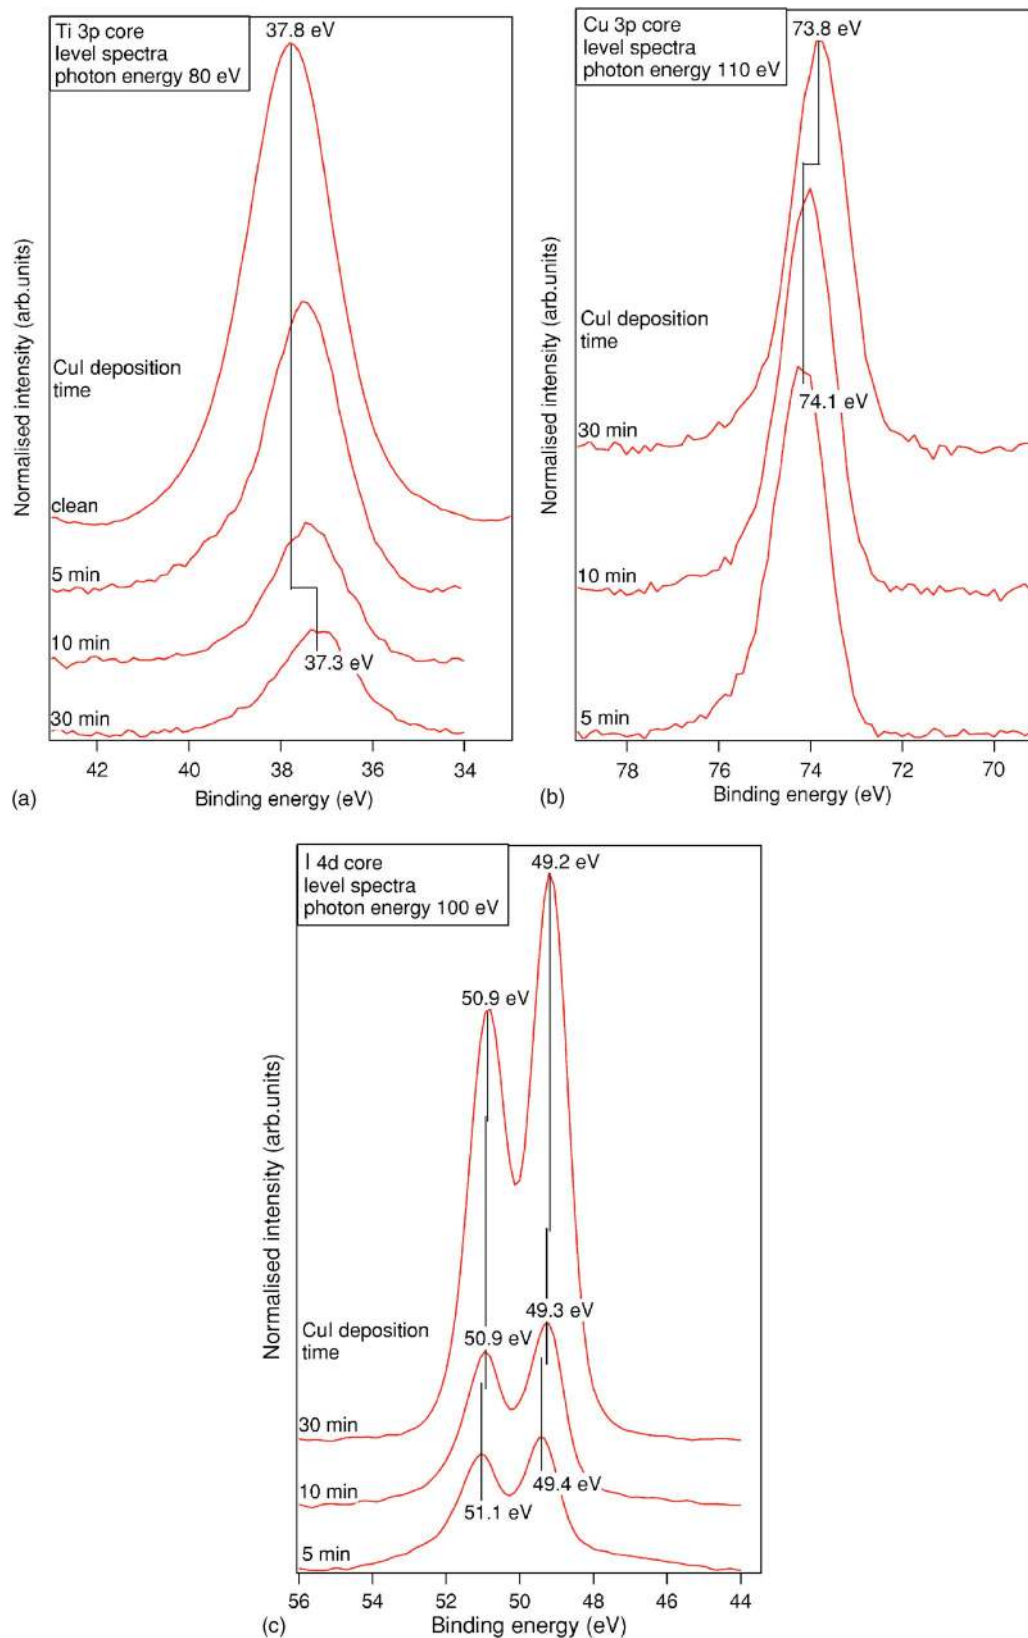 Ti 3p core
level spectra
photon energy 80 eV
37.8 eV
Normalised intensity (arb.units)
CuI deposition
time
clean
5 min
10 min
37.3 eV
30 min
42 40 38 36 34
(a) Binding energy (eV)
Cu 3p core
level spectra
photon energy 110 eV
73.8 eV
Normalised intensity (arb.units)
CuI deposition
time
74.1 eV
30 min
10 min
5 min
78 76 74 72 70
(b) Binding energy (eV)
I 4d core
level spectra
photon energy 100 eV
49.2 eV
50.9 eV
Normalised intensity (arb.units)
49.3 eV
CuI deposition
time
50.9 eV
30 min
10 min
49.4 eV
51.1 eV
5 min
56 54 52 50 48 46 44
(c) Binding energy (eV)